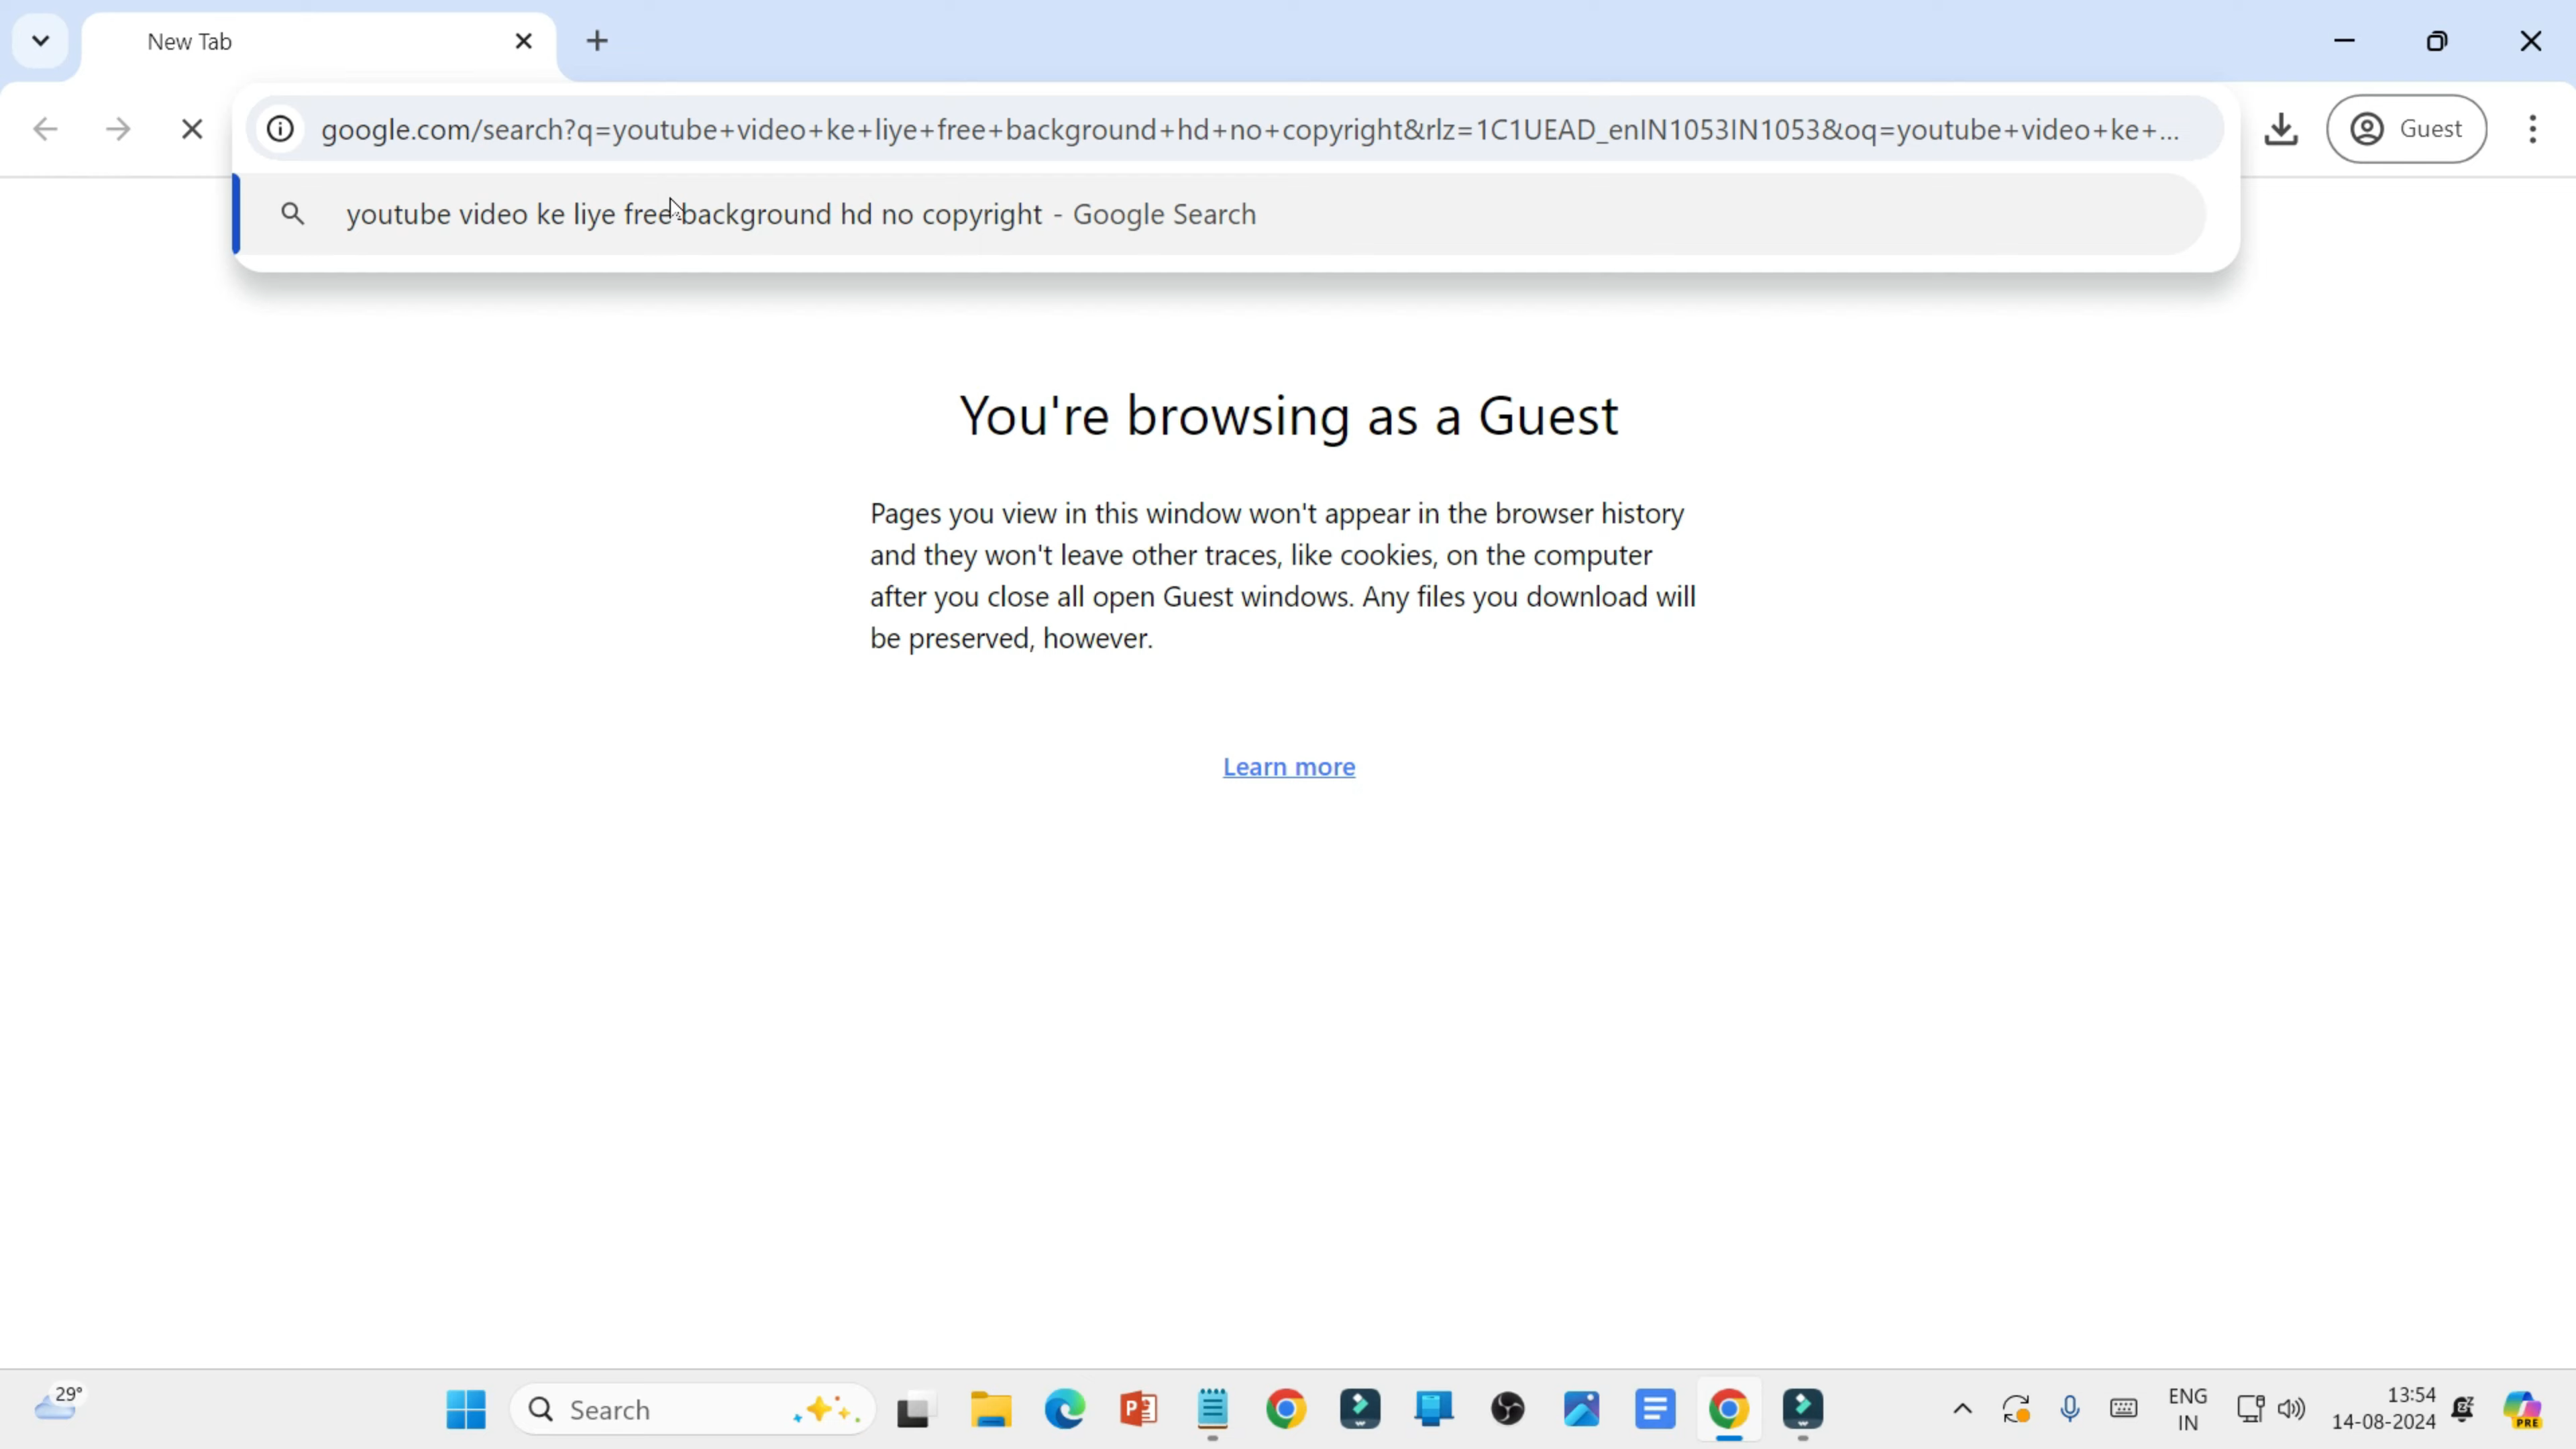 New Tab
google.com/search?q=youtube+video+ke+liye+free+background+hd+no+copyright&rlz=1C1UEAD_enIN1053IN1053&oq=youtube+video+ke+...
Guest
youtube video ke liye free background hd no copyright - Google Search
You're browsing as a Guest
Pages you view in this window won't appear in the browser history
and they won't leave other traces, like cookies, on the computer
after you close all open Guest windows. Any files you download will
be preserved, however.
Learn more
29°
Search
ENG
IN
13:54
14-08-2024
PRE